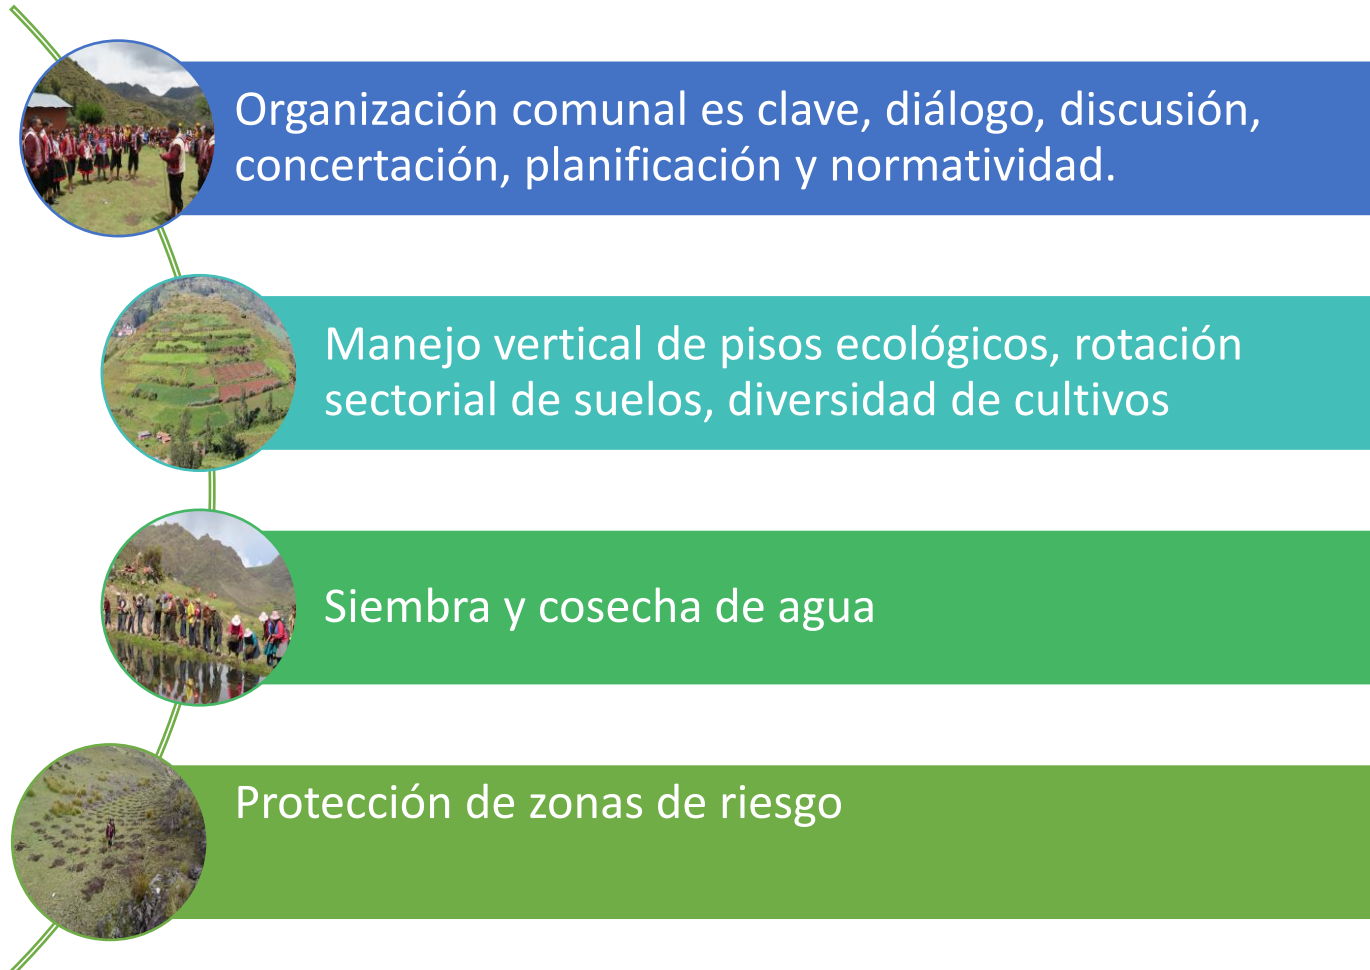 Organización comunal es clave, diálogo, discusión,
concertación, planificación y normatividad.
Manejo vertical de pisos ecológicos, rotación
sectorial de suelos, diversidad de cultivos
Siembra y cosecha de agua
Protección de zonas de riesgo